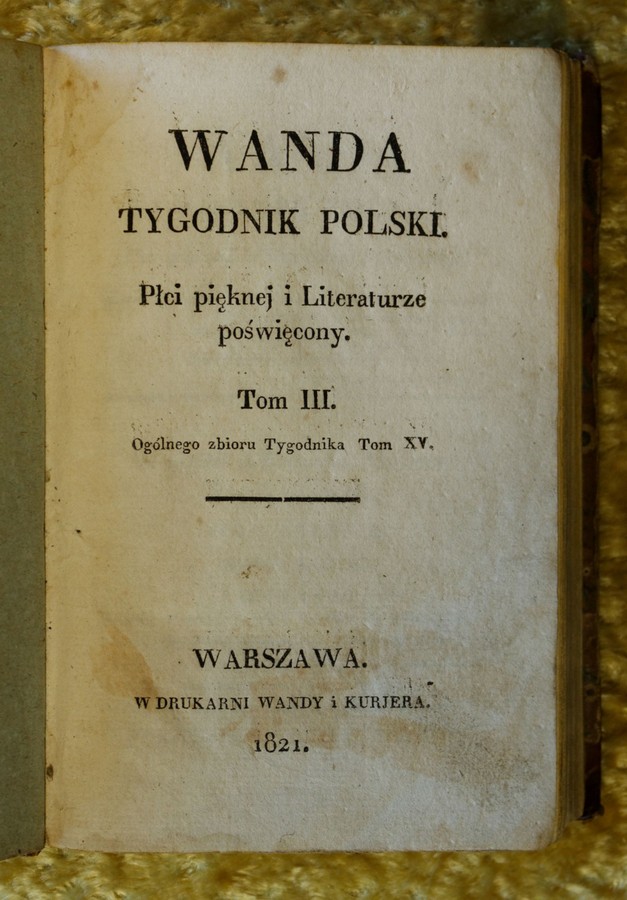 WANDA
TYGODNIK POLSKI.
Płci pięknej i Literaturze
poświęcony.
Tom III.
Ogólnego zbioru Tygodnika Tom XV.
WARSZAWA.
W DRUKARNI WANDY i KURJERA.
1821.